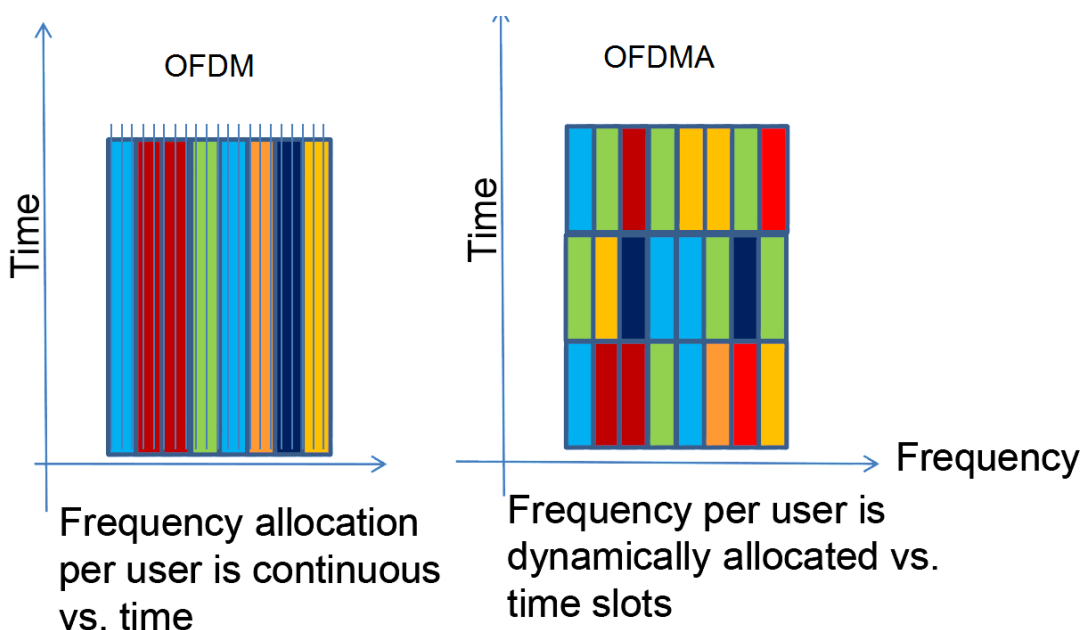 OFDM
Time
Frequency allocation
per user is continuous
vs. time
OFDMA
Time
Frequency
Frequency per user is
dynamically allocated vs.
time slots